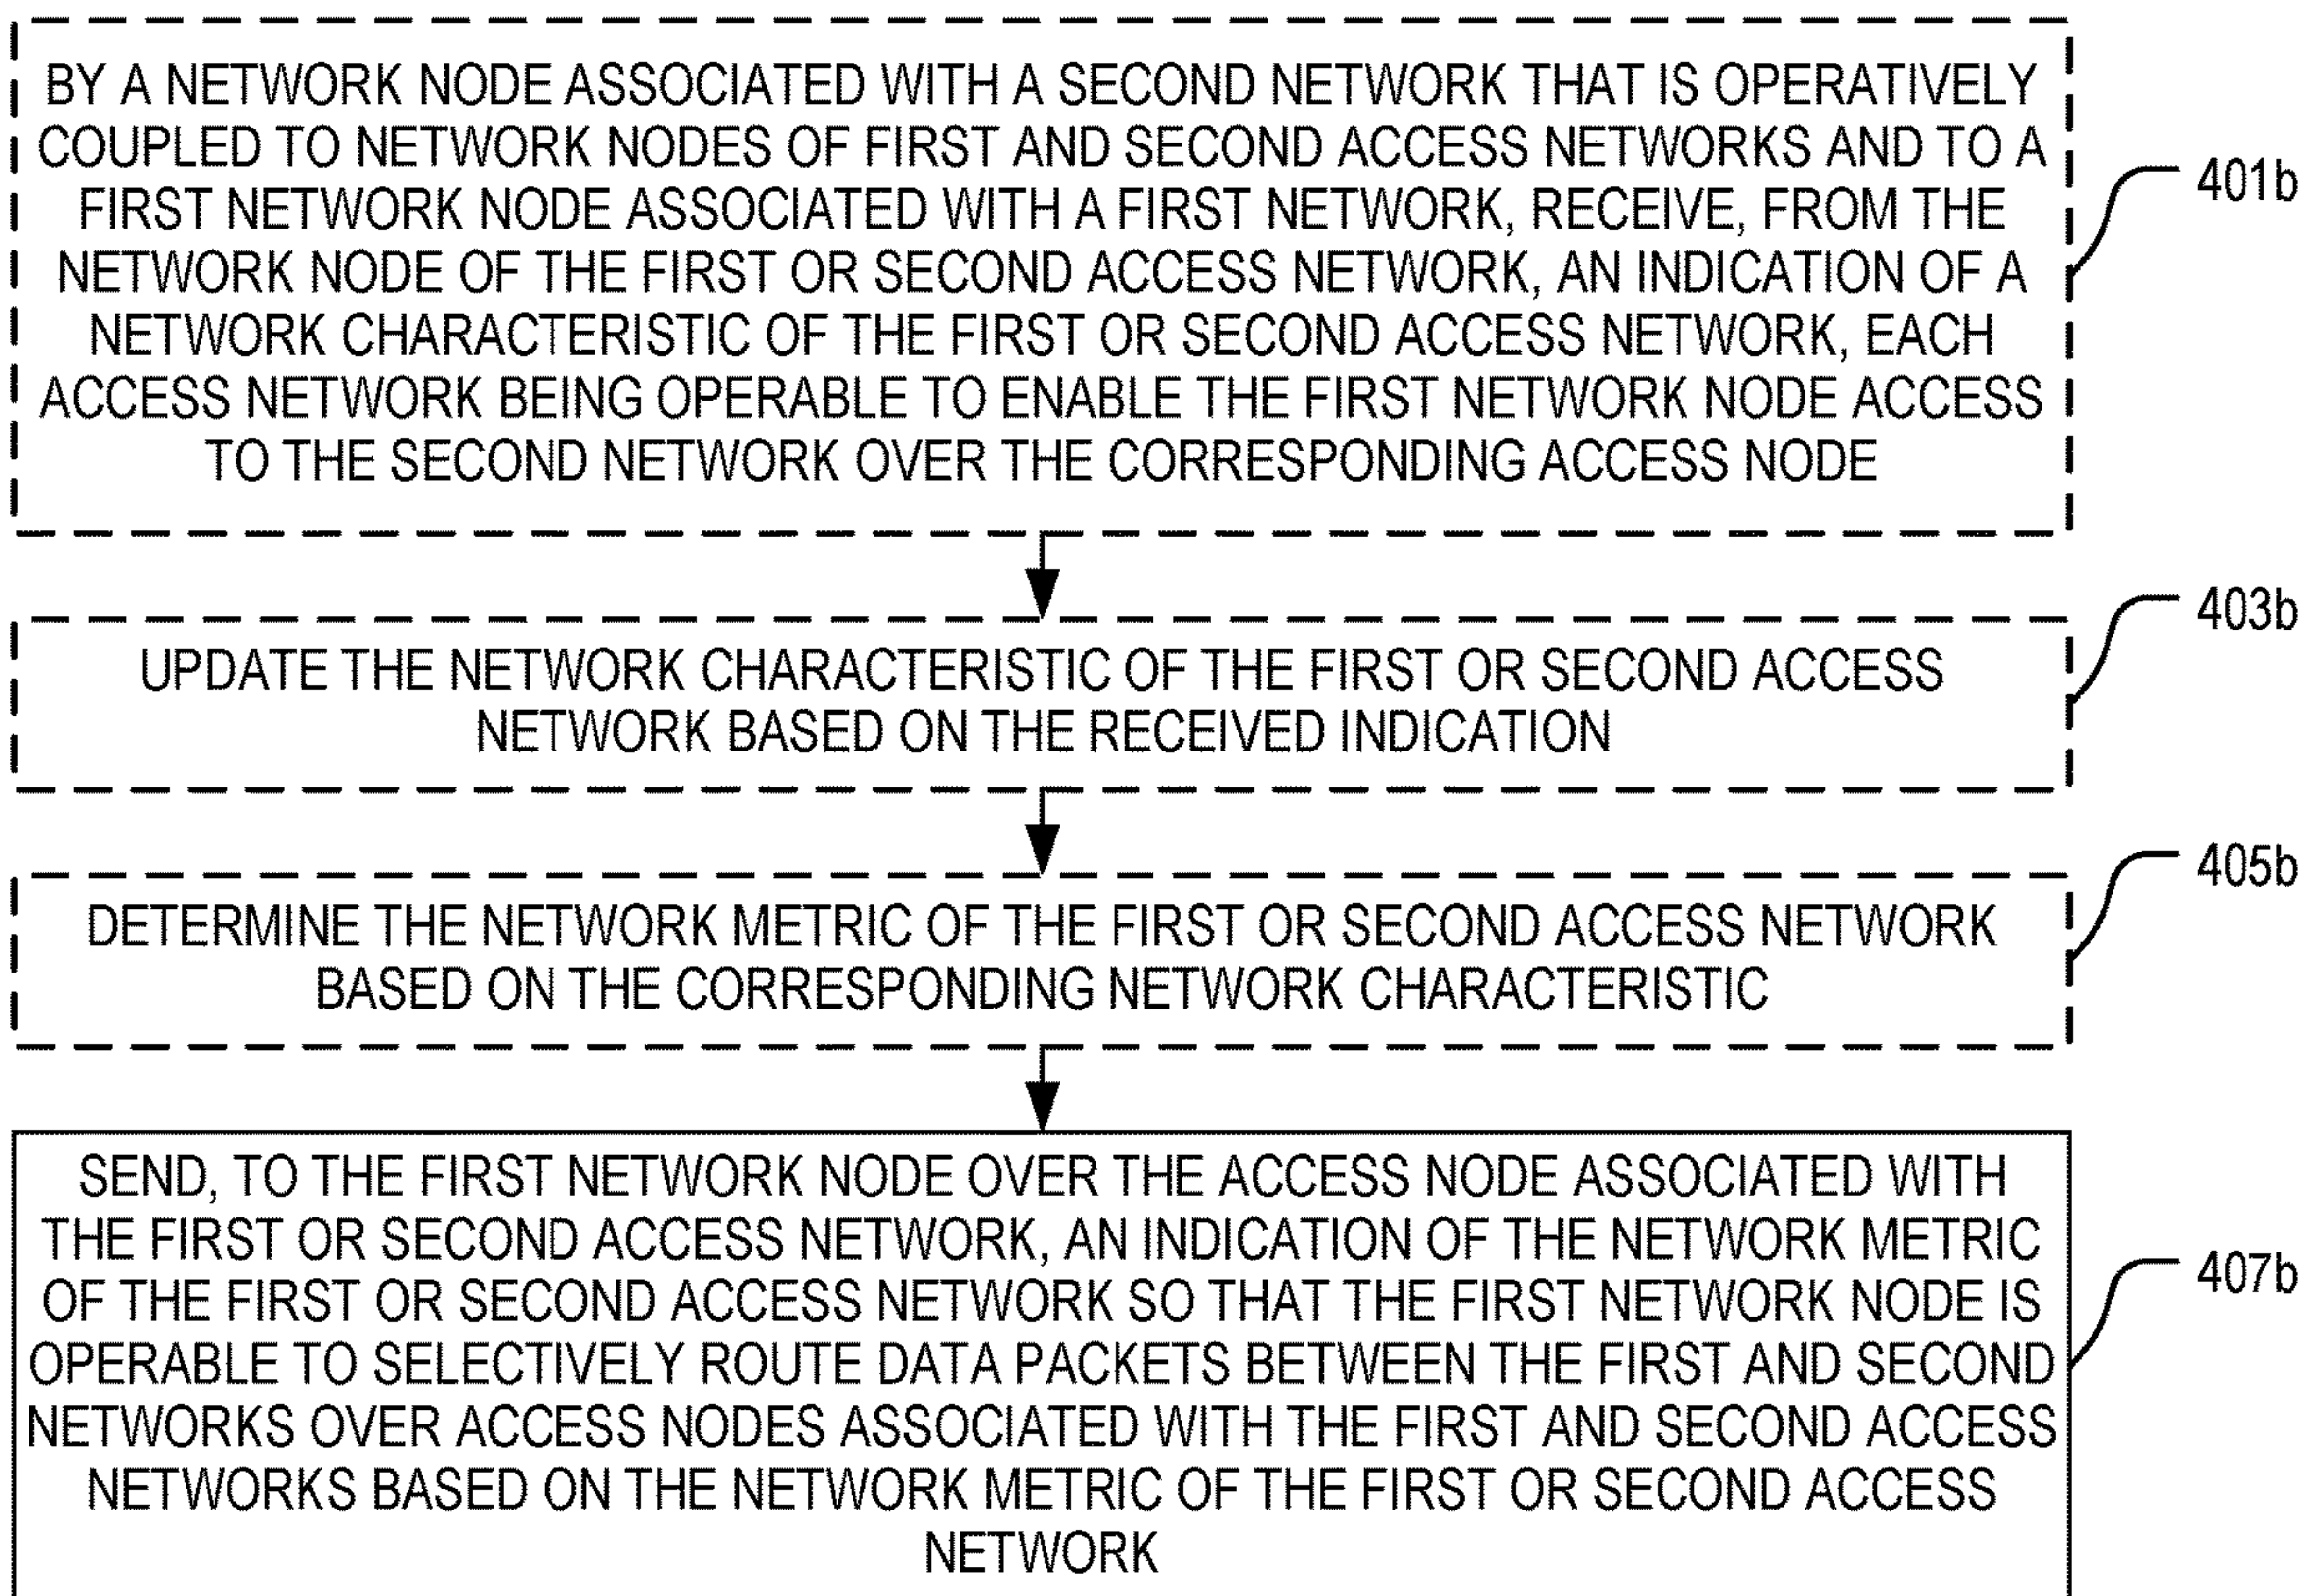 BY A NETWORK NODE ASSOCIATED WITH A SECOND NETWORK THAT IS OPERATIVELY
COUPLED TO NETWORK NODES OF FIRST AND SECOND ACCESS NETWORKS AND TO A
FIRST NETWORK NODE ASSOCIATED WITH A FIRST NETWORK, RECEIVE, FROM THE
NETWORK NODE OF THE FIRST OR SECOND ACCESS NETWORK, AN INDICATION OF A
NETWORK CHARACTERISTIC OF THE FIRST OR SECOND ACCESS NETWORK, EACH
ACCESS NETWORK BEING OPERABLE TO ENABLE THE FIRST NETWORK NODE ACCESS
TO THE SECOND NETWORK OVER THE CORRESPONDING ACCESS NODE
401b
UPDATE THE NETWORK CHARACTERISTIC OF THE FIRST OR SECOND ACCESS
NETWORK BASED ON THE RECEIVED INDICATION
403b
DETERMINE THE NETWORK METRIC OF THE FIRST OR SECOND ACCESS NETWORK
BASED ON THE CORRESPONDING NETWORK CHARACTERISTIC
405b
SEND, TO THE FIRST NETWORK NODE OVER THE ACCESS NODE ASSOCIATED WITH
THE FIRST OR SECOND ACCESS NETWORK, AN INDICATION OF THE NETWORK METRIC
OF THE FIRST OR SECOND ACCESS NETWORK SO THAT THE FIRST NETWORK NODE IS
OPERABLE TO SELECTIVELY ROUTE DATA PACKETS BETWEEN THE FIRST AND SECOND
NETWORKS OVER ACCESS NODES ASSOCIATED WITH THE FIRST AND SECOND ACCESS
NETWORKS BASED ON THE NETWORK METRIC OF THE FIRST OR SECOND ACCESS
NETWORK
407b